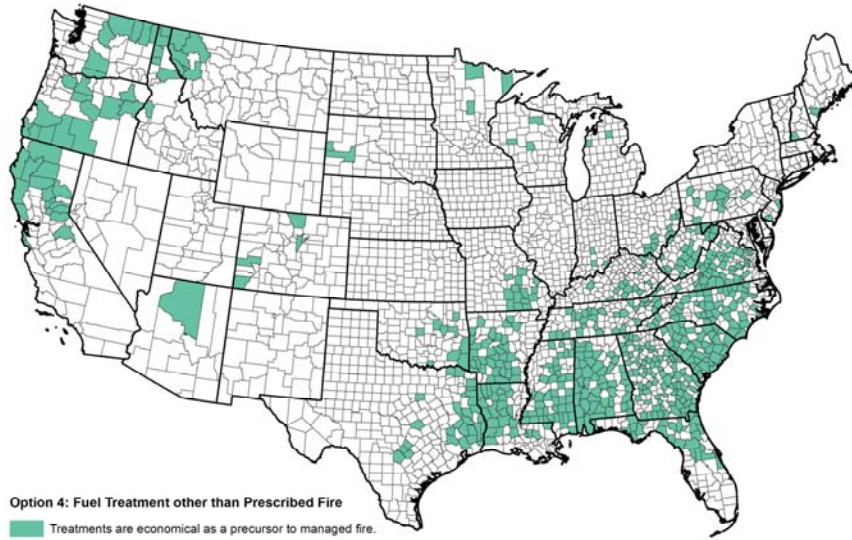 Option 4: Fuel Treatment other than Prescribed Fire
Treatments are economical as a precursor to managed fire.